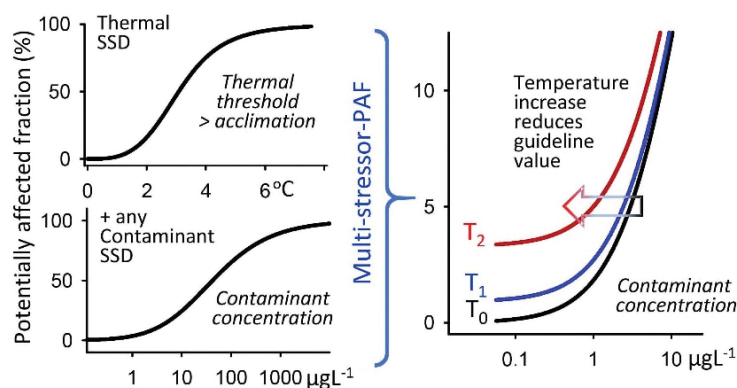 Potentially affected fraction (%)
100
50
0
Thermal
SSD
Thermal
threshold
> acclimation
0 2 4 6°C
100
50
0
+ any
Contaminant
SSD
Contaminant
concentration
1 10 100 1000 µgL-1
Multi-stressor-PAF
10
5
0
Temperature
increase
reduces
guideline
value
T2
T1
T0
Contaminant
concentration
0.1 1 10 µgL-1